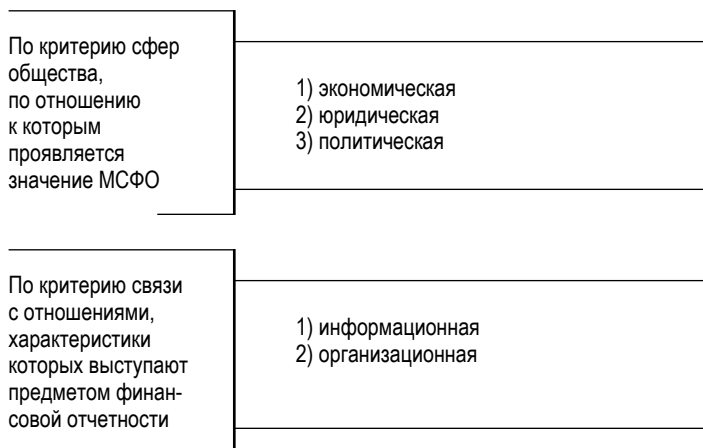 По критерию сфер
общества,
по отношению
к которым
проявляется
значение МСФО
1) экономическая
2) юридическая
3) политическая
По критерию связи
с отношениями,
характеристики
которых выступают
предметом финан-
совой отчетности
1) информационная
2) организационная